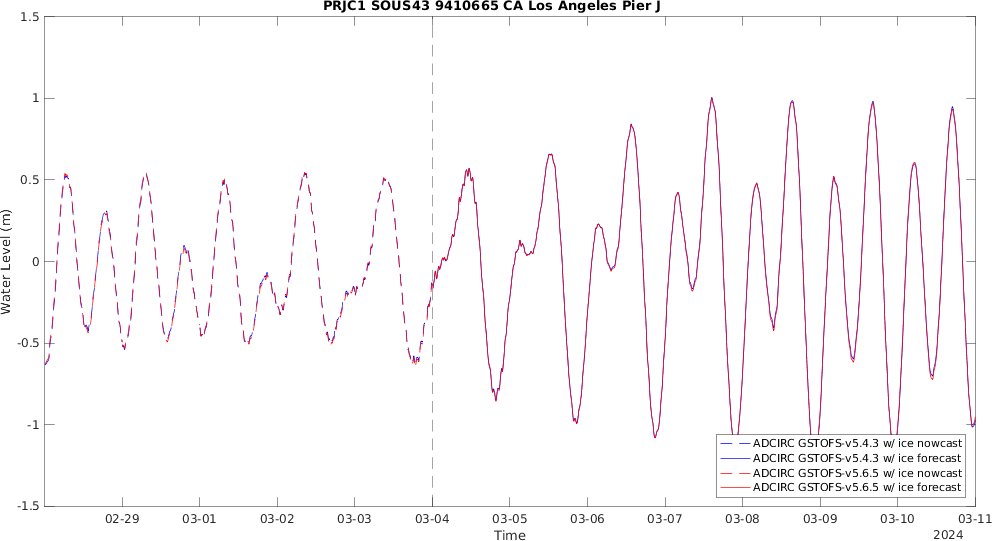 PRJC1 SOUS43 9410665 CA Los Angeles Pier J
1.5
1
0.5
0
-0.5
-1
-1.5
Water Level (m)
ADCIRC GSTOFS-v5.4.3 w/ ice nowcast
ADCIRC GSTOFS-v5.4.3 w/ ice forecast
ADCIRC GSTOFS-v5.6.5 w/ ice nowcast
ADCIRC GSTOFS-v5.6.5 w/ ice forecast
02-29 03-01 03-02 03-03 03-04 03-05 03-06 03-07 03-08 03-09 03-10 03-11
Time
2024